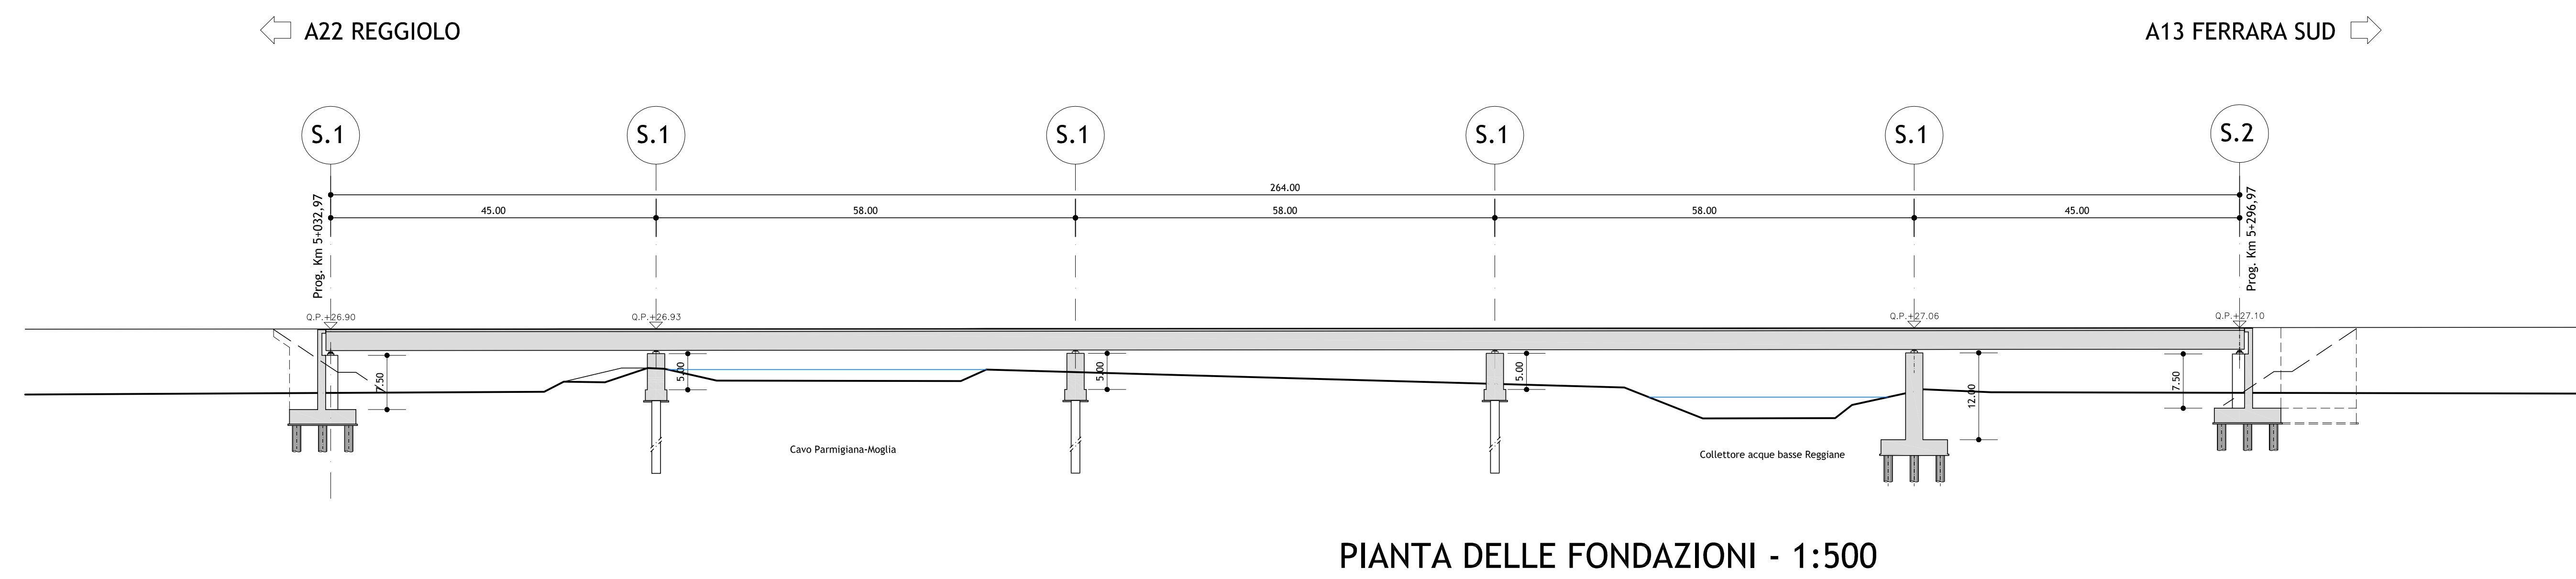 A22 REGGIOLO
A13 FERRARA SUD
S.1
S.1
S.1
S.1
S.1
S.2
264.00
45.00
58.00
58.00
58.00
45.00
Prog. Km 5+032,97
Prog. Km 5+296,97
Q.P.+26.90
Q.P.+26.93
Q.P.+27.06
Q.P.+27.10
7.50
5.00
5.00
5.00
12.00
7.50
Cavo Parmigiana-Moglia
Collettore acque basse Reggiane
PIANTA DELLE FONDAZIONI - 1:500